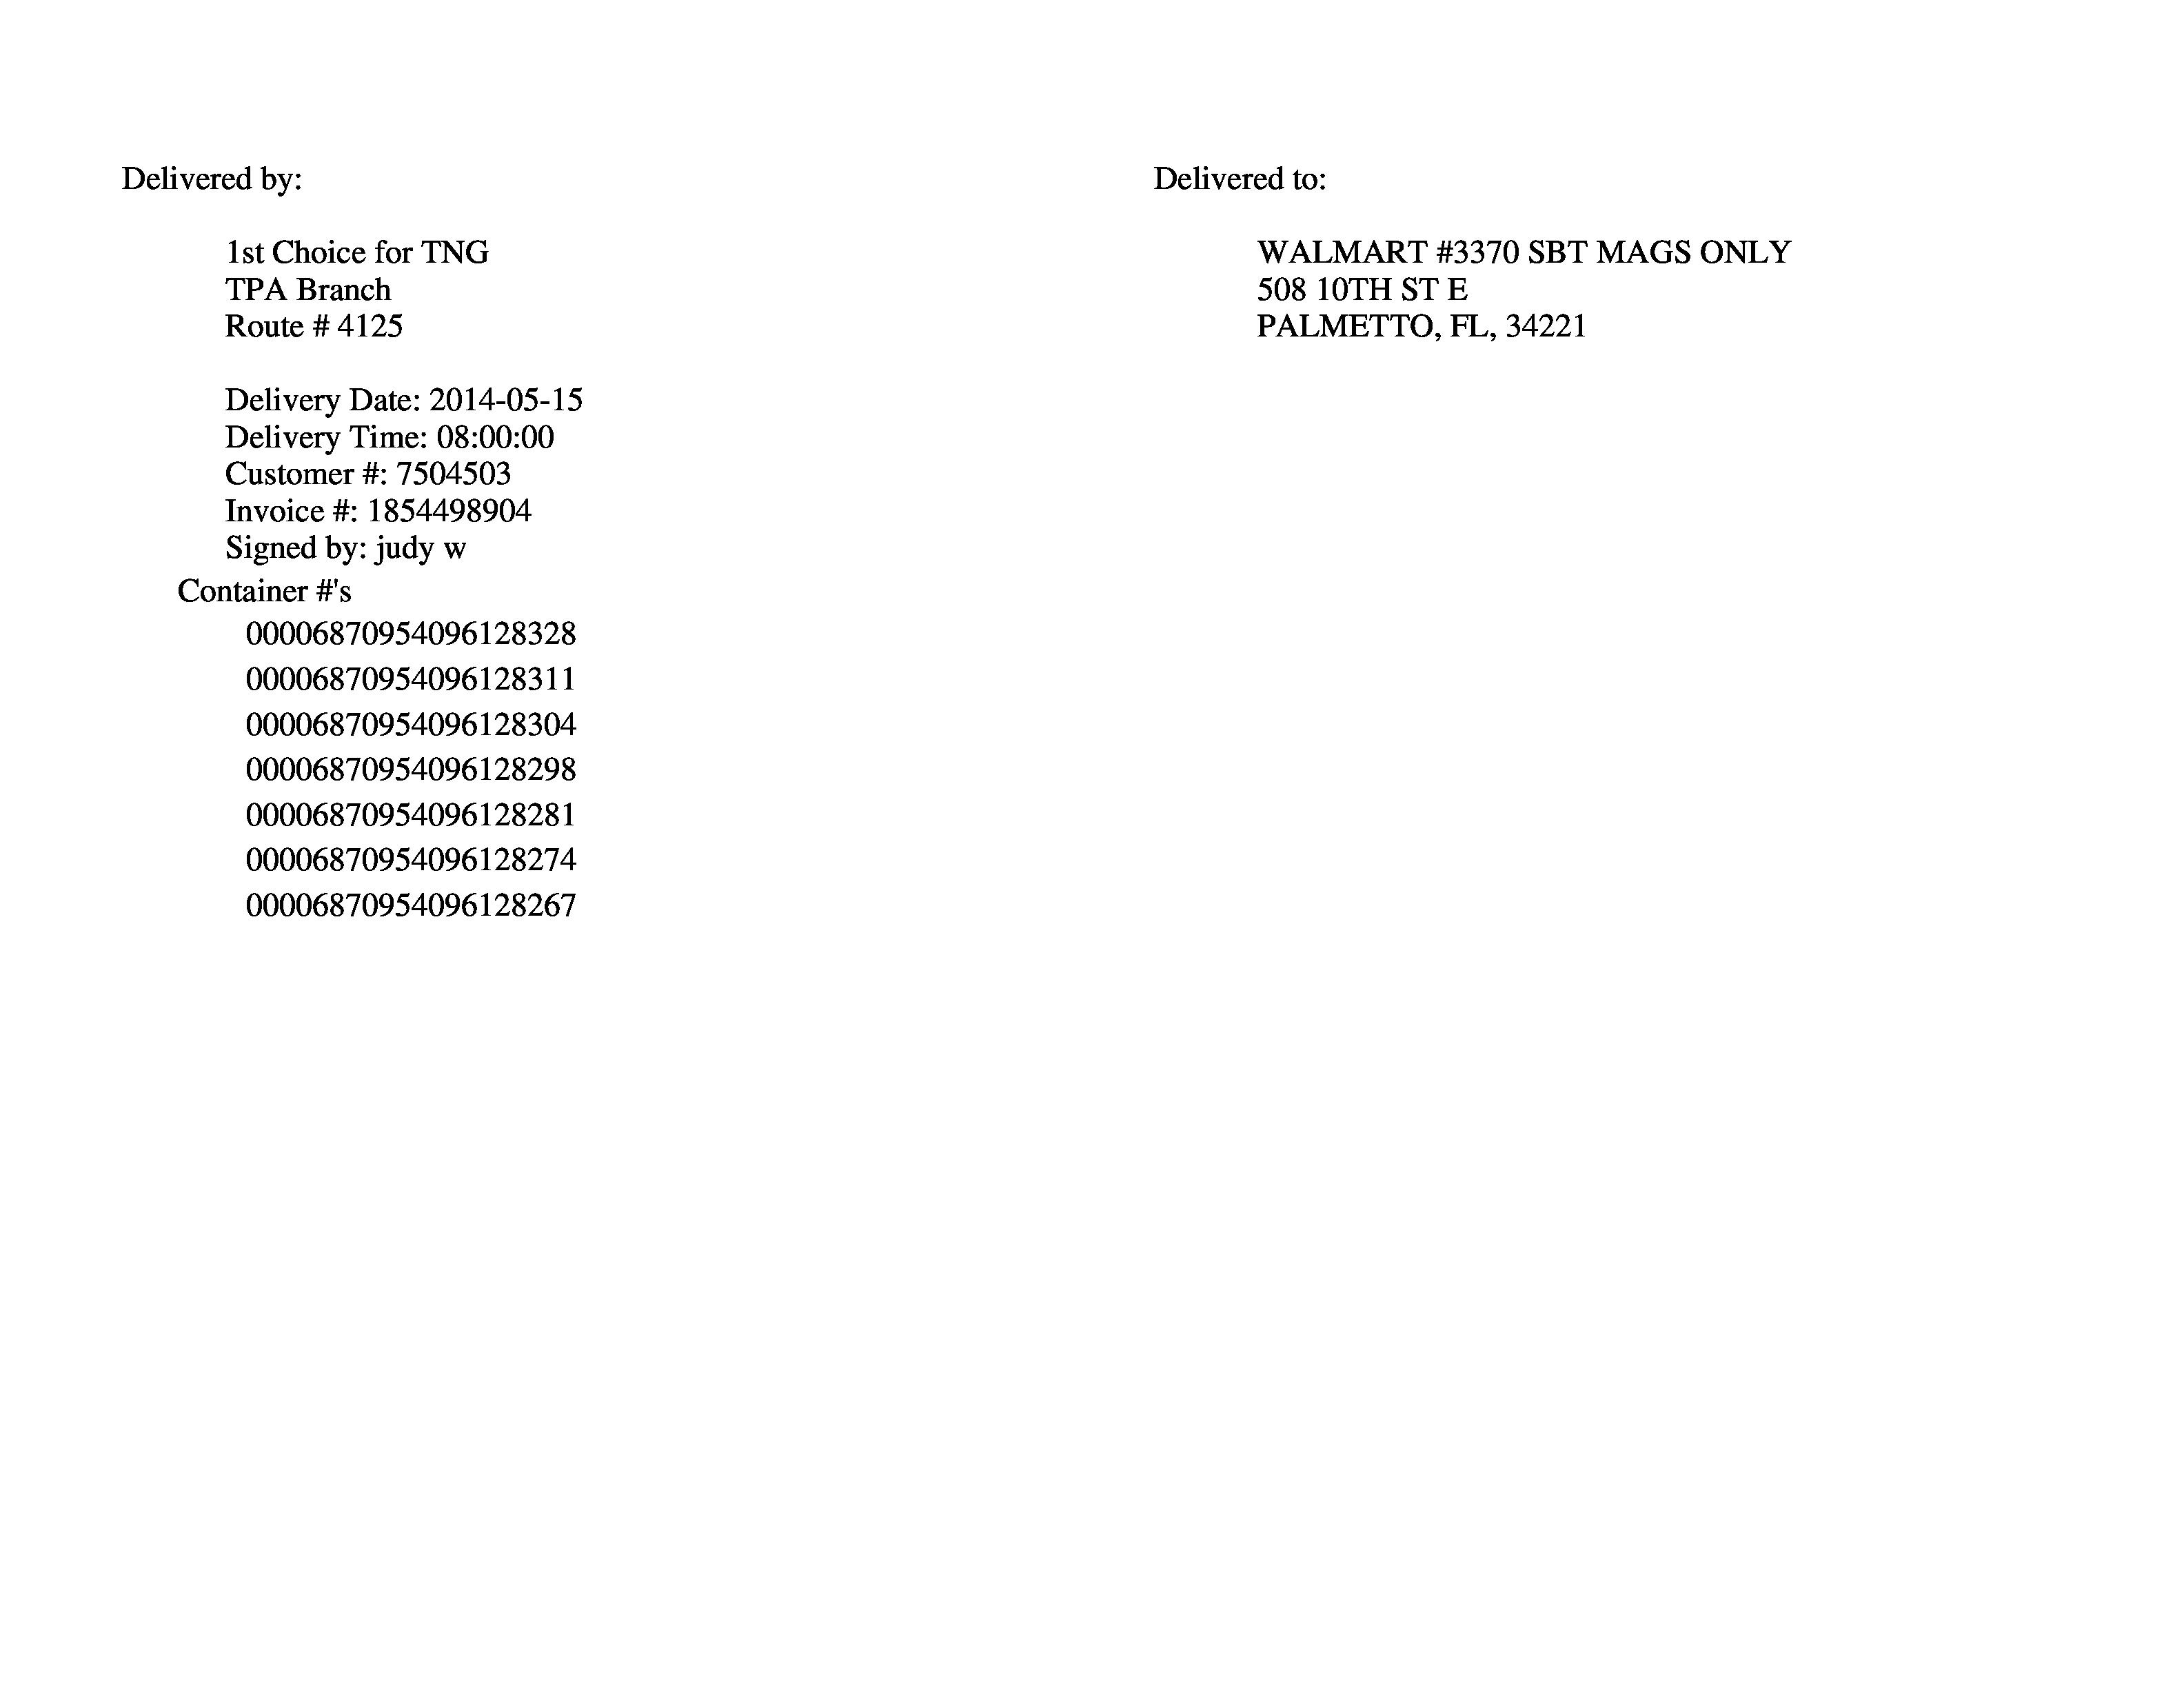 Delivered by:
1st Choice for TNG
TPA Branch
Route # 4125
Delivery Date: 2014-05-15
Delivery Time: 08:00:00
Customer #: 7504503
Invoice #: 1854498904
Signed by: judy w
Container #'s
00006870954096128328
00006870954096128311
00006870954096128304
00006870954096128298
00006870954096128281
00006870954096128274
00006870954096128267
Delivered to:
WALMART #3370 SBT MAGS ONLY
508 10TH ST E
PALMETTO, FL, 34221